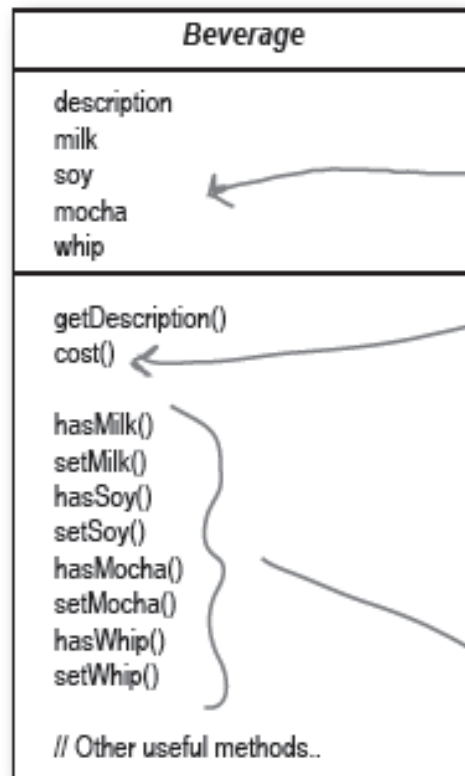 Beverage
description
milk
soy
mocha
whip
getDescription()
cost()
hasMilk()
setMilk()
hasSoy()
setSoy()
hasMocha()
setMocha()
hasWhip()
setWhip()
// Other useful methods..